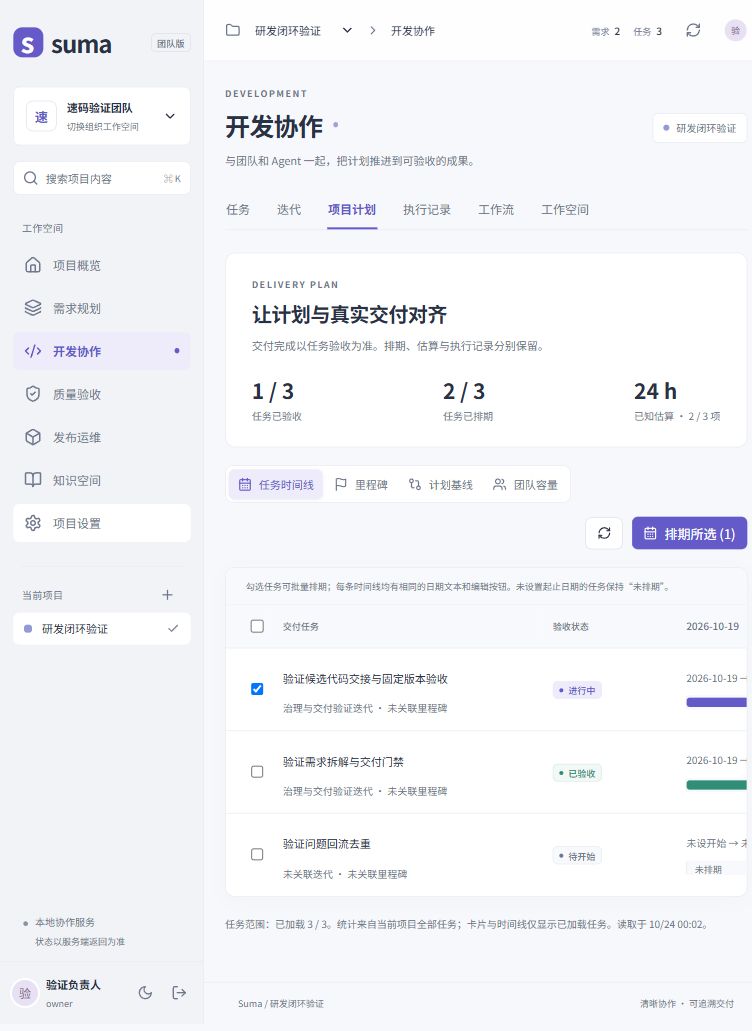 suma
团队版
速
速码验证团队
切换组织工作空间
搜索项目内容
⌘K
工作空间
项目概览
需求规划
开发协作
质量验收
发布运维
知识空间
项目设置
当前项目
研发闭环验证
本地协作服务
状态以服务端返回为准
验
验证负责人
owner
研发闭环验证
开发协作
需求 2 任务 3
验
DEVELOPMENT
开发协作
研发闭环验证
与团队和 Agent 一起，把计划推进到可验收的成果。
任务 迭代 项目计划 执行记录 工作流 工作空间
DELIVERY PLAN
让计划与真实交付对齐
交付完成以任务验收为准。排期、估算与执行记录分别保留。
1 / 3 2 / 3 24 h
任务已验收 任务已排期 已知估算 · 2 / 3 项
任务时间线 里程碑 计划基线 团队容量
排期所选 (1)
勾选任务可批量排期；每条时间线均有相同的日期文本和编辑按钮。未设置起止日期的任务保持“未排期”。
交付任务 验收状态 2026-10-19
验证候选代码交接与固定版本验收
进行中
2026-10-19 →
治理与交付验证迭代 · 未关联里程碑
验证需求拆解与交付门禁
已验收
2026-10-19 →
治理与交付验证迭代 · 未关联里程碑
验证问题回流去重
待开始
未设开始 → 未
未排期
未关联迭代 · 未关联里程碑
任务范围：已加载 3 / 3。统计来自当前项目全部任务；卡片与时间线仅显示已加载任务。读取于 10/24 00:02。
Suma / 研发闭环验证
清晰协作 · 可追溯交付